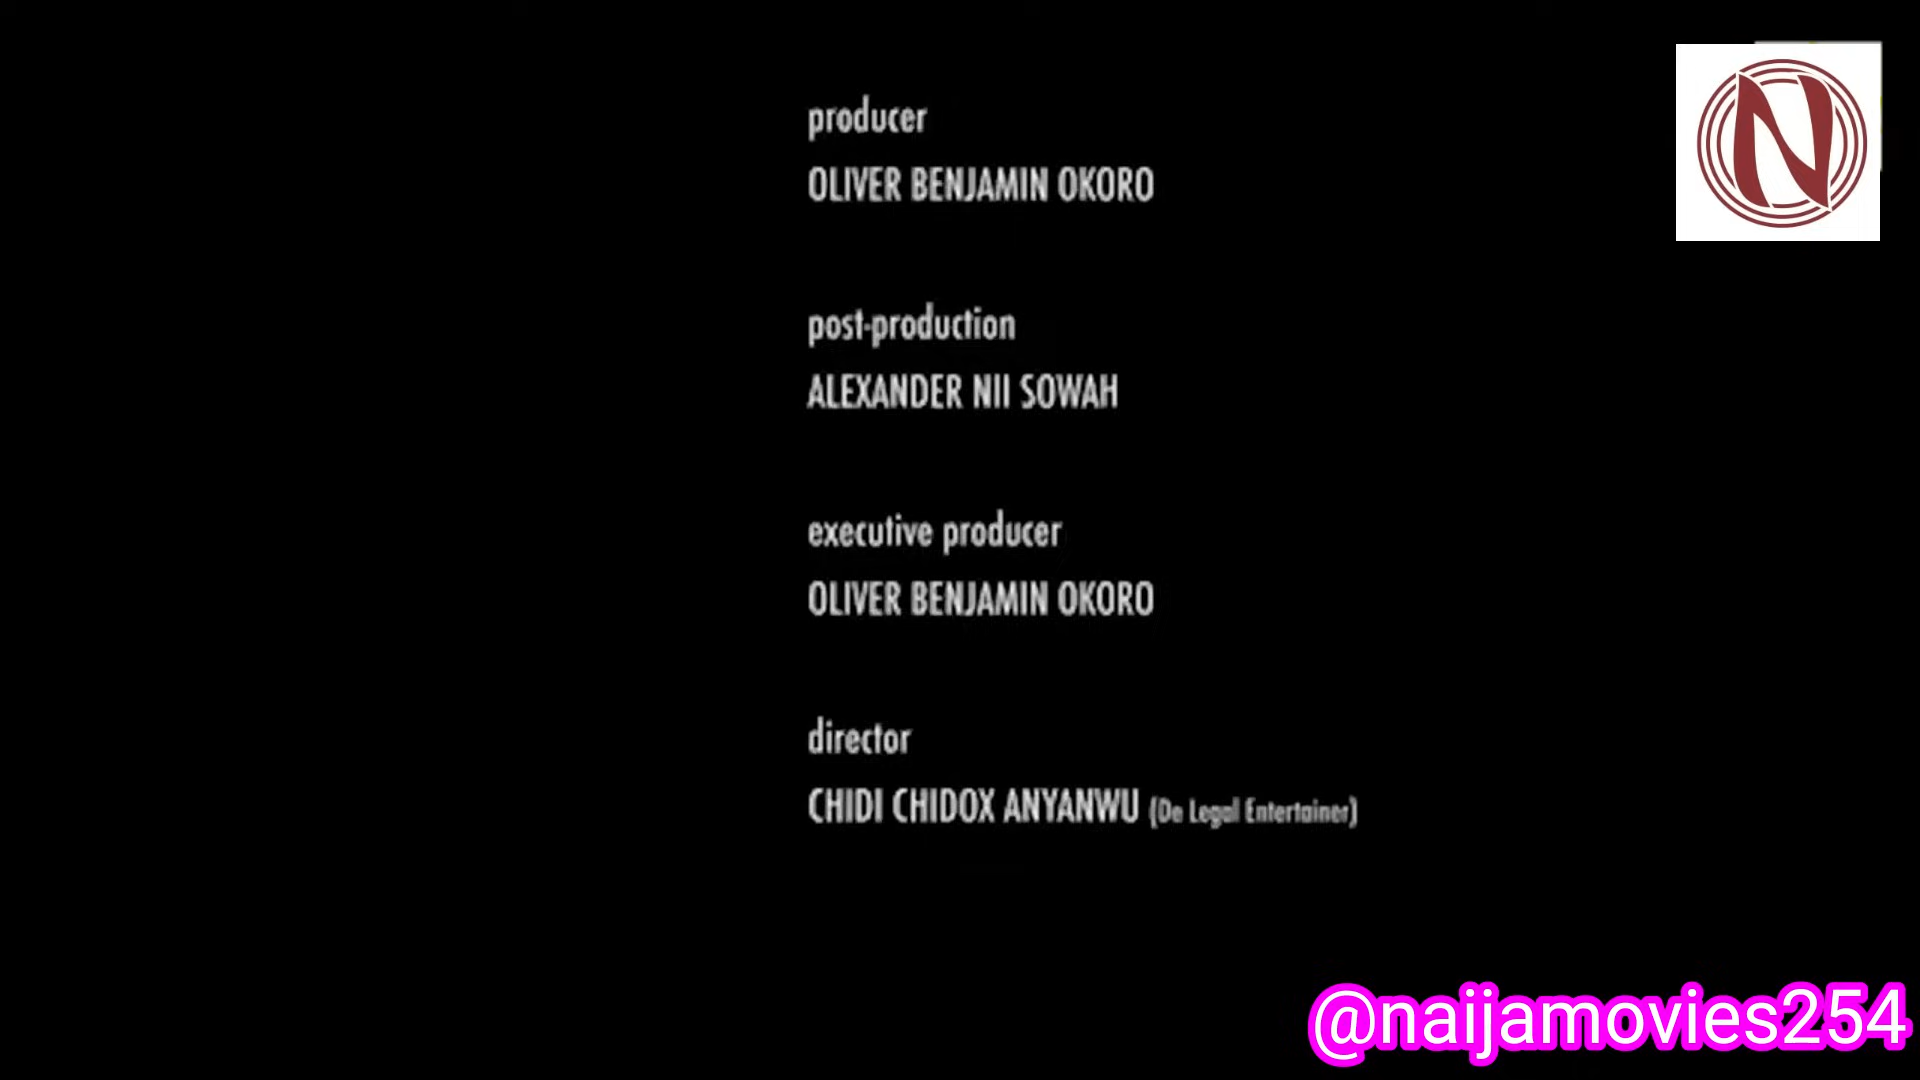 producer
OLIVER BENJAMIN OKORO
post-production
ALEXANDER NII SOWAH
executive producer
OLIVER BENJAMIN OKORO
director
CHIDI CHIDOX ANYANWU (De Legal Entertainer)
N
@naijamovies254